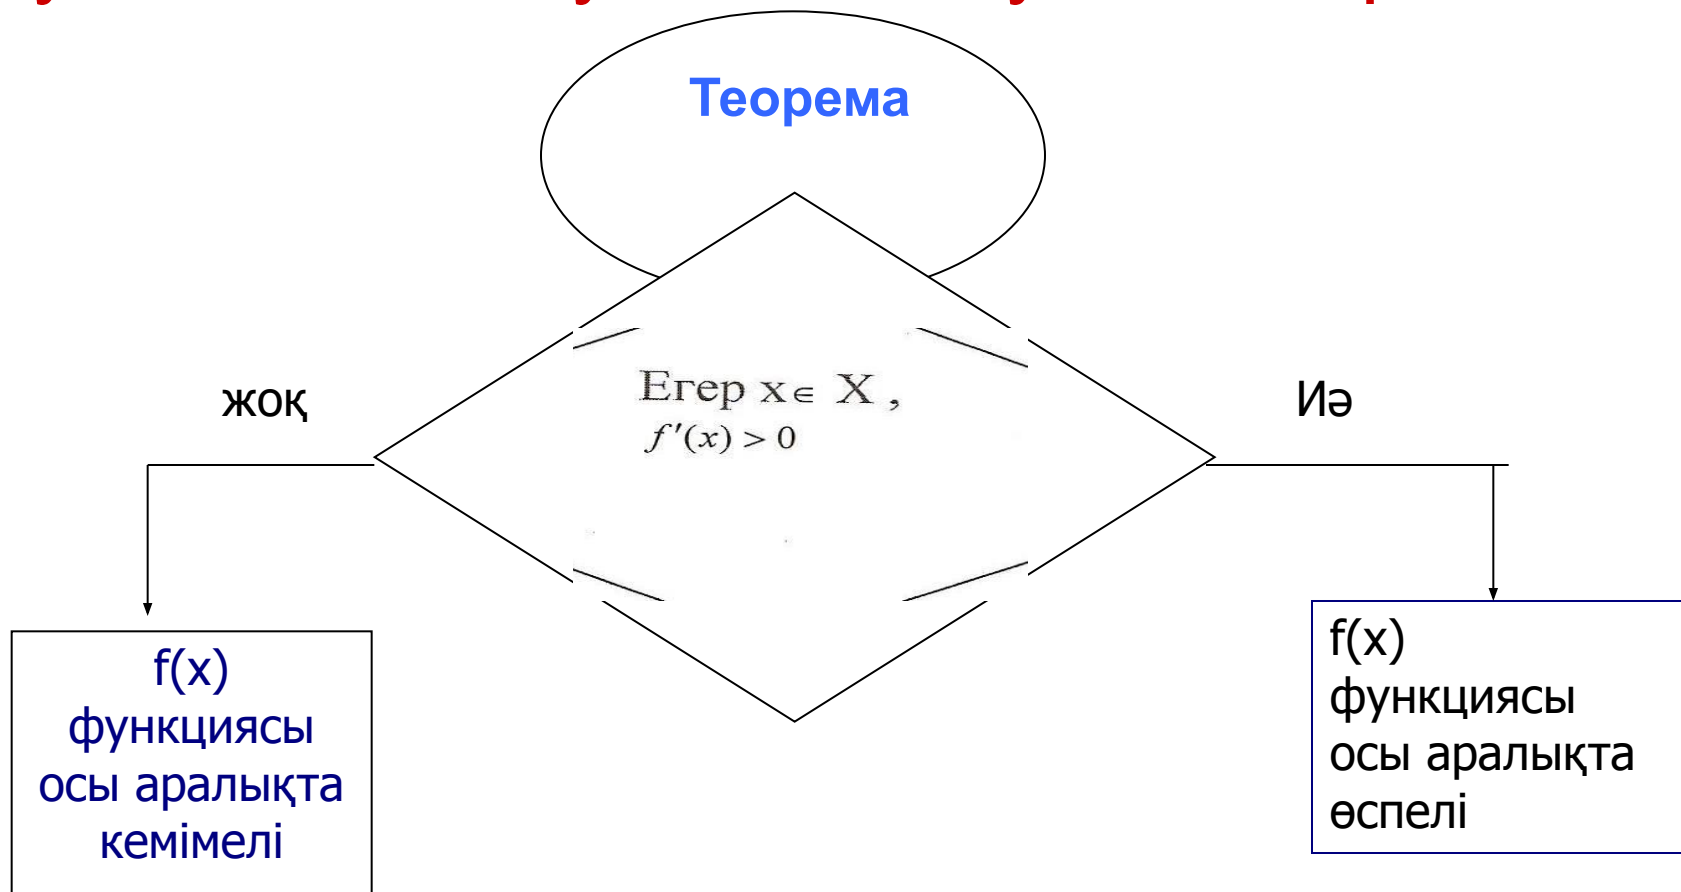 Теорема
жоқ
Егер x∈ X ,
f′(x) > 0
Иә
f(x)
функциясы
осы аралықта
кемімелі
f(x)
функциясы
осы аралықта
өспелі